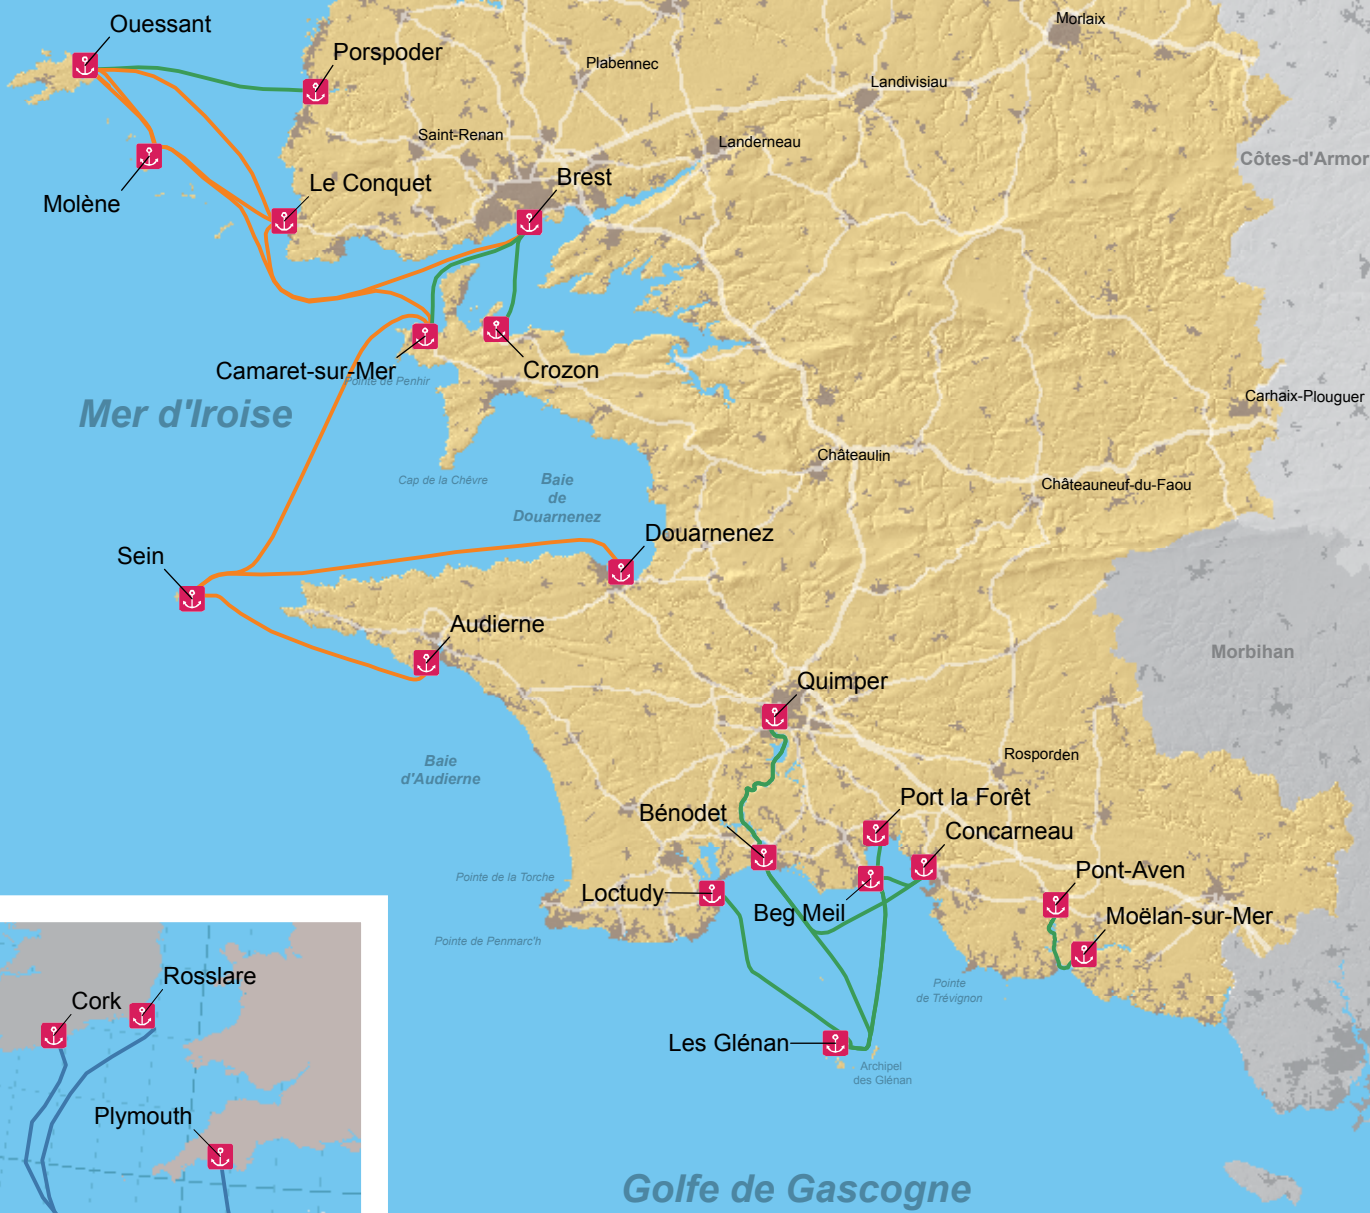 Ouessant
Morlaix
Porspoder
Plabennec
Landivisiau
Saint-Renan
Landerneau
Côtes-d'Armor
Brest
Le Conquet
Molène
Camaret-sur-Mer
Crozon
Pointe de Penhir
Carhaix-Plouguer
Mer d'Iroise
Châteaulin
Cap de la Chèvre
Baie
de
Douarnenez
Châteauneuf-du-Faou
Douarnenez
Sein
Audierne
Morbihan
Quimper
Baie
d'Audierne
Rosporden
Port la Forêt
Bénodet
Concarneau
Pointe de la Torche
Pont-Aven
Loctudy
Beg Meil
Moëlan-sur-Mer
Pointe de Penmarc'h
Pointe
de Trévignon
Rosslare
Cork
Les Glénan
Archipel
des Glénan
Plymouth
Golfe de Gascogne